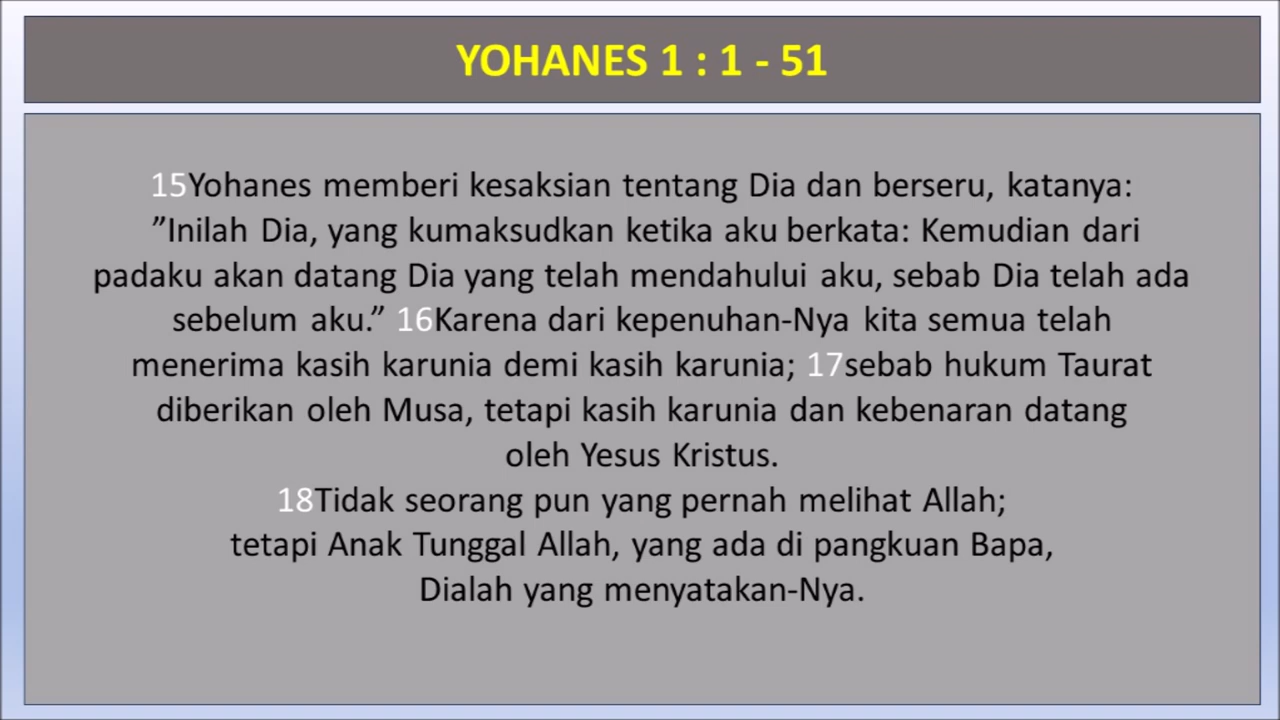 YOHANES 1 : 1 - 51
15Yohanes memberi kesaksian tentang Dia dan berseru, katanya:
”Inilah Dia, yang kumaksudkan ketika aku berkata: Kemudian dari
padaku akan datang Dia yang telah mendahului aku, sebab Dia telah ada
sebelum aku.” 16Karena dari kepenuhan-Nya kita semua telah
menerima kasih karunia demi kasih karunia; 17sebab hukum Taurat
diberikan oleh Musa, tetapi kasih karunia dan kebenaran datang
oleh Yesus Kristus.
18Tidak seorang pun yang pernah melihat Allah;
tetapi Anak Tunggal Allah, yang ada di pangkuan Bapa,
Dialah yang menyatakan-Nya.